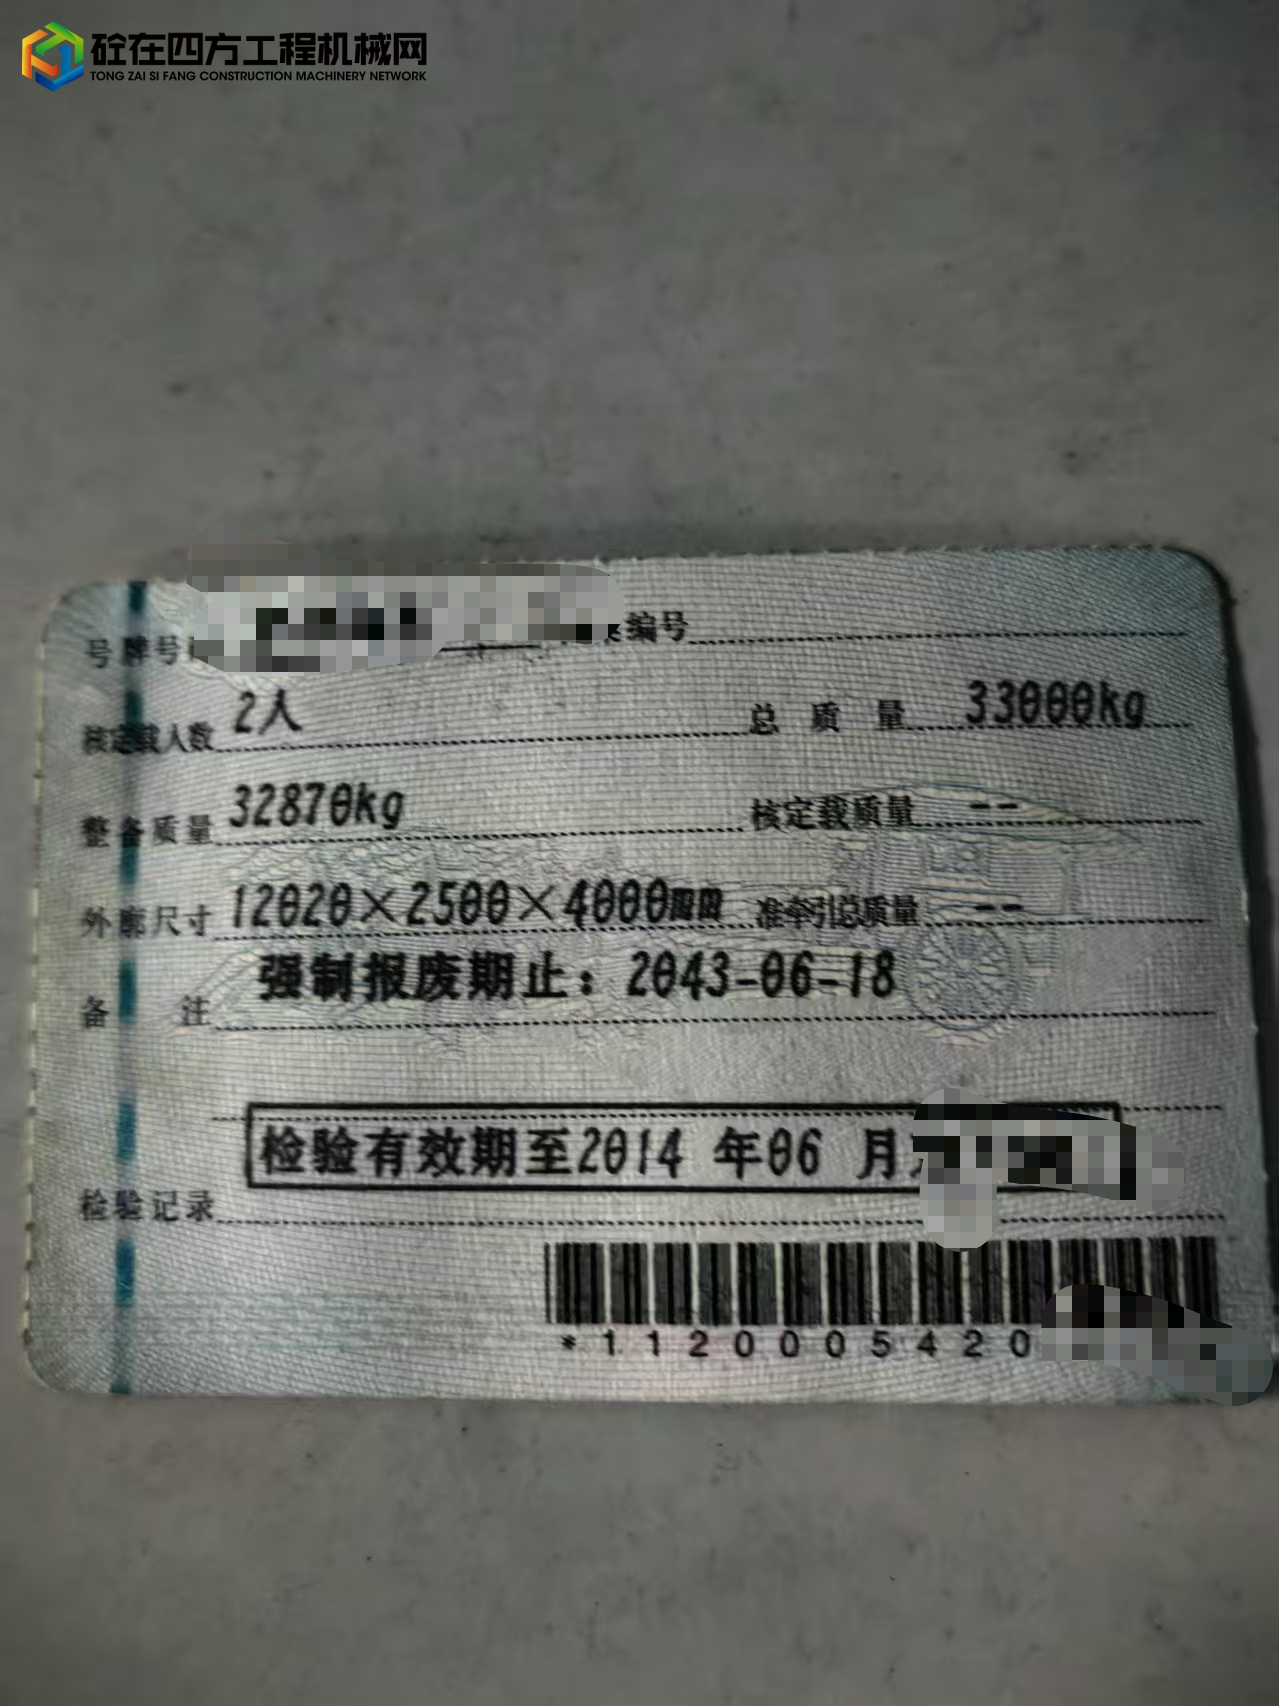 砼在四方工程机械网
TONG ZAI SI FANG CONSTRUCTION MACHINERY NETWORK
号牌号 编号
核定载人数 2人 总质量 33000kg
整备质量 32870kg 核定载质量 --
外廓尺寸 12020×2500×4000mm 准牵引总质量 --
备注 强制报废期止：2043-06-18
检验有效期至2014 年06 月
检验记录
*1120005420